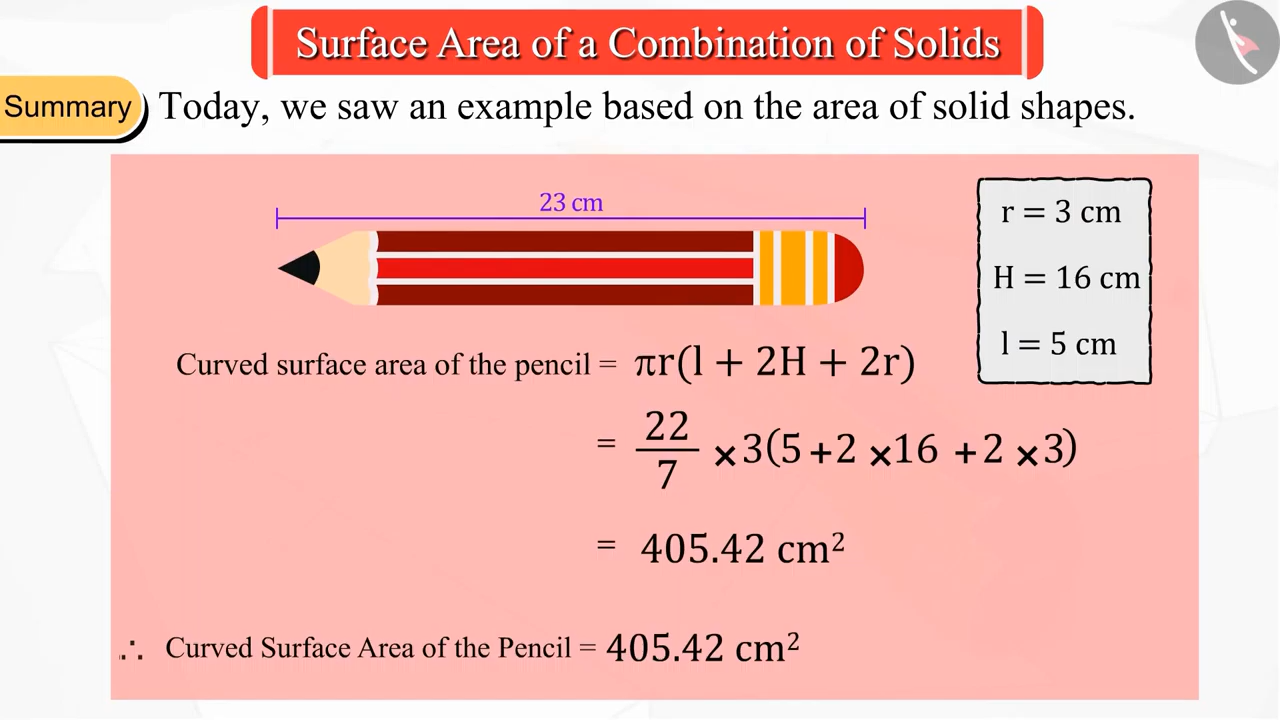 Surface Area of a Combination of Solids
Summary
Today, we saw an example based on the area of solid shapes.
23 cm
r = 3 cm
H = 16 cm
l = 5 cm
Curved surface area of the pencil = πr(l + 2H + 2r)
= 22/7 ×3(5+2 ×16 +2 ×3)
= 405.42 cm²
∴ Curved Surface Area of the Pencil = 405.42 cm²